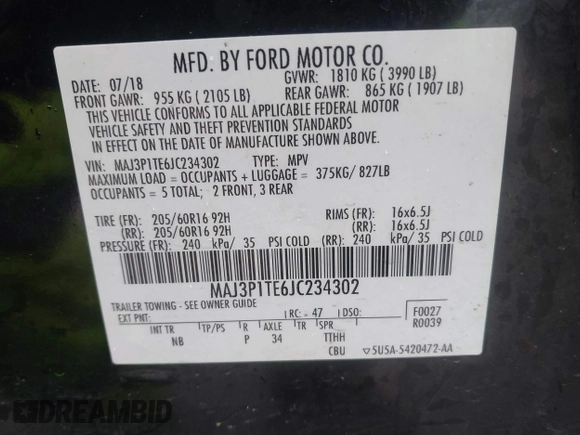 MFD. BY FORD MOTOR CO.
DATE: 07/18 GVWR: 1810 KG ( 3990 LB)
FRONT GAWR: 955 KG ( 2105 LB) REAR GAWR: 865 KG ( 1907 LB)
THIS VEHICLE CONFORMS TO ALL APPLICABLE FEDERAL MOTOR
VEHICLE SAFETY AND THEFT PREVENTION STANDARDS
IN EFFECT ON THE DATE OF MANUFACTURE SHOWN ABOVE.
VIN: MAJ3P1TE6JC234302 TYPE: MPV
MAXIMUM LOAD = OCCUPANTS + LUGGAGE = 375KG/ 827LB
OCCUPANTS = 5 TOTAL; 2 FRONT, 3 REAR
TIRE (FR): 205/60R16 92H RIMS (FR): 16x6.5J
(RR): 205/60R16 92H (RR): 16x6.5J
PRESSURE (FR): 240 kPa/ 35 PSI COLD (RR): 240 kPa/ 35 PSI COLD
MAJ3P1TE6JC234302
TRAILER TOWING - SEE OWNER GUIDE
EXT PNT: RC: 47 DSO: F0027
R0039
INT TR TP/PS R AXLE TR SPR
NB P 34 TTHH
CBU 5U5A-5420472-AA
DREAMBID